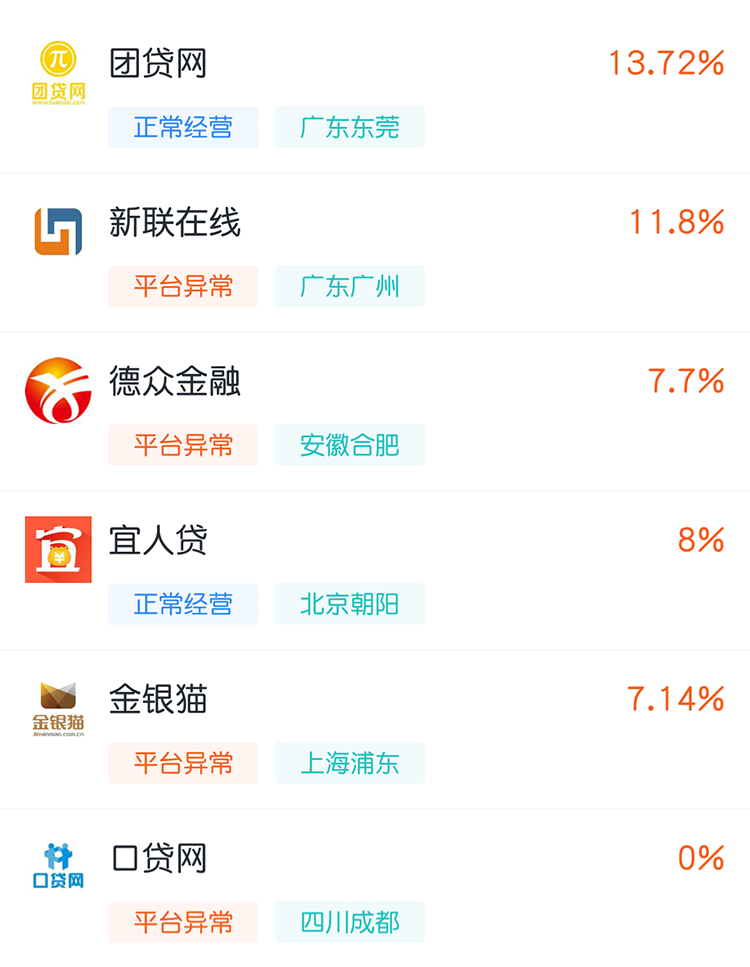 团贷网
www.tuandai.com
团贷网
13.72%
正常经营
广东东莞
新联在线
11.8%
平台异常
广东广州
德众金融
7.7%
平台异常
安徽合肥
宜人贷
8%
正常经营
北京朝阳
金银猫
Jinyinmao.com.cn
金银猫
7.14%
平台异常
上海浦东
口贷网
口贷网
0%
平台异常
四川成都